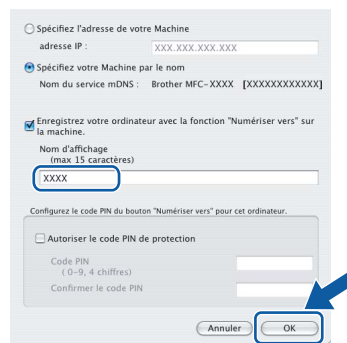 Spécifiez l'adresse de votre Machine
adresse IP : XXX.XXX.XXX.XXX
Spécifiez votre Machine par le nom
Nom du service mDNS : Brother MFC-XXXX [XXXXXXXXXXXX]
Enregistrez votre ordinateur avec la fonction "Numériser vers" sur
la machine.
Nom d'affichage
(max 15 caractères)
XXXX
Configurez le code PIN du bouton "Numériser vers" pour cet ordinateur.
Autoriser le code PIN de protection
Code PIN
( 0-9, 4 chiffres)
Confirmer le code PIN
Annuler OK